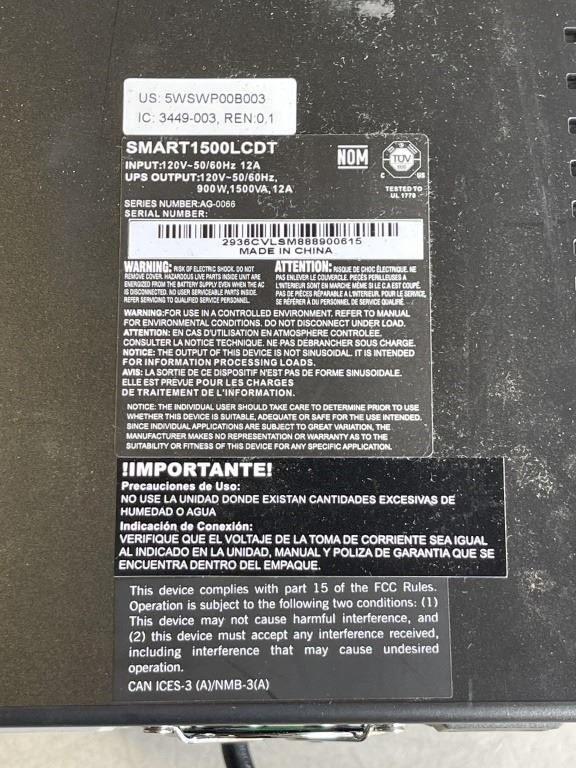 US: 5WSWP00B003
IC: 3449-003, REN:0.1
SMART1500LCDT
INPUT:120V~50/60Hz 12A
UPS OUTPUT:120V~50/60Hz,
900W,1500VA,12A
SERIES NUMBER:AG-0066
SERIAL NUMBER:
NOM
TÜV
C US
TESTED TO
UL 1778
2936CVLSM888900615
MADE IN CHINA
WARNING: RISK OF ELECTRIC SHOCK. DO NOT
REMOVE COVER. HAZARDOUS LIVE PARTS INSIDE UNIT ARE
ENERGIZED FROM THE BATTERY SUPPLY EVEN WHEN THE AC
IS DISCONNECTED. NO USER SERVICEABLE PARTS INSIDE.
REFER SERVICING TO QUALIFIED SERVICE PERSONNEL.
ATTENTION: RISQUE DE CHOC ÉLECTRIQUE. NE
PAS ENLEVER LE COUVERCLE. PIECÈS PERILLEUSES A
L'INTERIEUR SONT EN MARCHE MÊME SI LE C.A EST COUPÉ.
PAS DE PIÈCES RÉPARABLE A L'INTERIEUR. POUR LE SERVICE,
SE RÉFÉRER A DU PERSONNEL DE SERVICE QUALIFIÉ.
WARNING:FOR USE IN A CONTROLLED ENVIRONMENT. REFER TO MANUAL
FOR ENVIRONMENTAL CONDITIONS. DO NOT DISCONNECT UNDER LOAD.
ATTENTION: EN CAS D'UTILISATION EN ATMOSPHERE CONTROLEE.
CONSULTER LA NOTICE TECHNIQUE. NE PAS DÉBRANCHER SOUS CHARGE.
NOTICE: THE OUTPUT OF THIS DEVICE IS NOT SINUSOIDAL. IT IS INTENDED
FOR INFORMATION PROCESSING LOADS.
AVIS: LA SORTIE DE CE DISPOSITIF N'EST PAS DE FORME SINUSOIDALE.
ELLE EST PRÉVUE POUR LES CHARGES
DE TRAITEMENT DE L'INFORMATION.
NOTICE: THE INDIVIDUAL USER SHOULD TAKE CARE TO DETERMINE PRIOR TO USE
WHETHER THIS DEVICE IS SUITABLE, ADEQUATE OR SAFE FOR THE USE INTENDED.
SINCE INDIVIDUAL APPLICATIONS ARE SUBJECT TO GREAT VARIATION, THE
MANUFACTURER MAKES NO REPRESENTATION OR WARRANTY AS TO THE
SUITABILITY OR FITNESS OF THIS DEVICE FOR ANY SPECIFIC APPLICATION.
!IMPORTANTE!
Precauciones de Uso:
NO USE LA UNIDAD DONDE EXISTAN CANTIDADES EXCESIVAS DE
HUMEDAD O AGUA
Indicación de Conexión:
VERIFIQUE QUE EL VOLTAJE DE LA TOMA DE CORRIENTE SEA IGUAL
AL INDICADO EN LA UNIDAD, MANUAL Y POLIZA DE GARANTIA QUE SE
ENCUENTRA DENTRO DEL EMPAQUE.
This device complies with part 15 of the FCC Rules.
Operation is subject to the following two conditions: (1)
This device may not cause harmful interference, and
(2) this device must accept any interference received,
including interference that may cause undesired
operation.
CAN ICES-3 (A)/NMB-3(A)